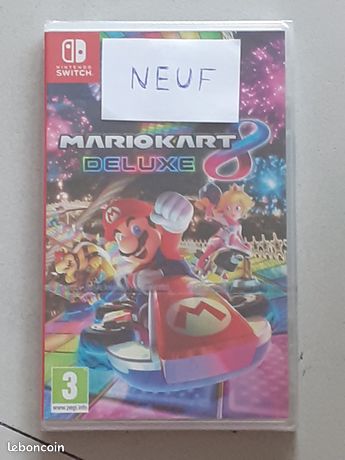 NINTENDO
SWITCH
NEUF
MARIOKART 8
DELUXE
M
3
www.pegi.info
leboncoin